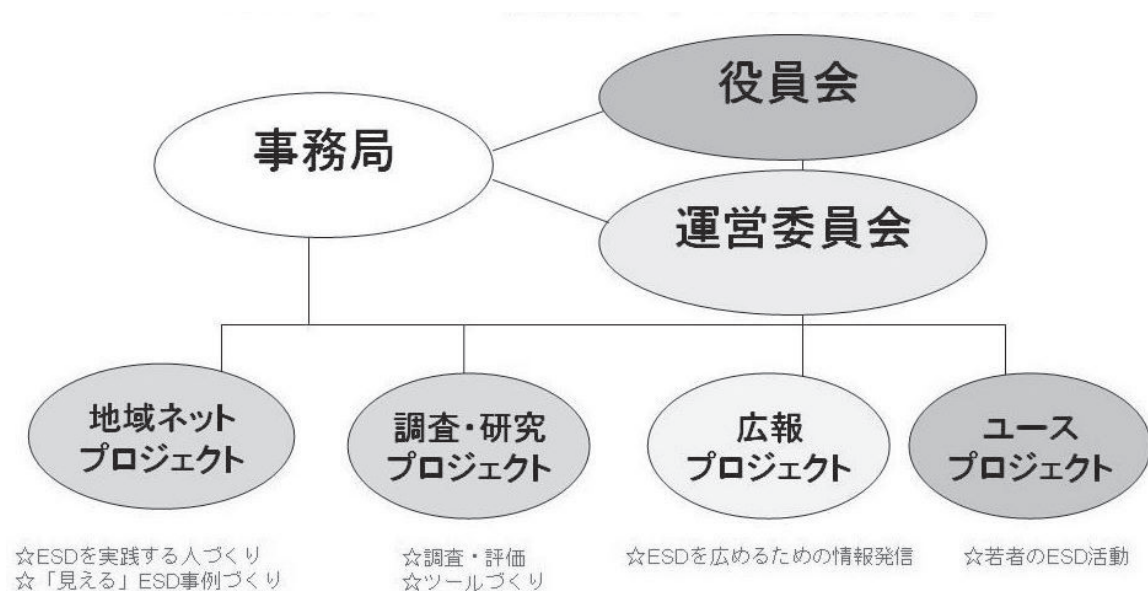 役員会
事務局
運営委員会
地域ネット
プロジェクト
調査・研究
プロジェクト
広報
プロジェクト
ユース
プロジェクト
☆ESDを実践する人づくり
☆「見える」ESD事例づくり
☆調査・評価
☆ツールづくり
☆ESDを広めるための情報発信
☆若者のESD活動